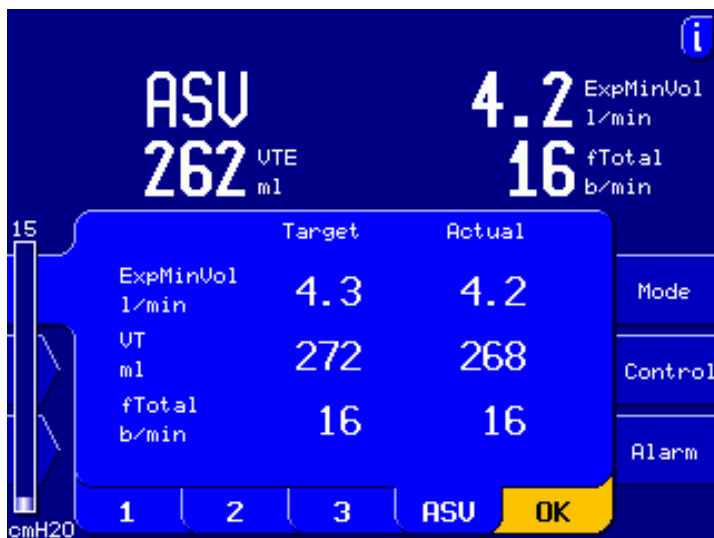 i
ASV
4.2 ExpMinVol l/min
262 VTE ml
16 fTotal b/min
15
Target Actual
ExpMinVol l/min 4.3 4.2
VT ml 272 268
fTotal b/min 16 16
Mode
Control
Alarm
1 2 3 ASV OK
cmH2O